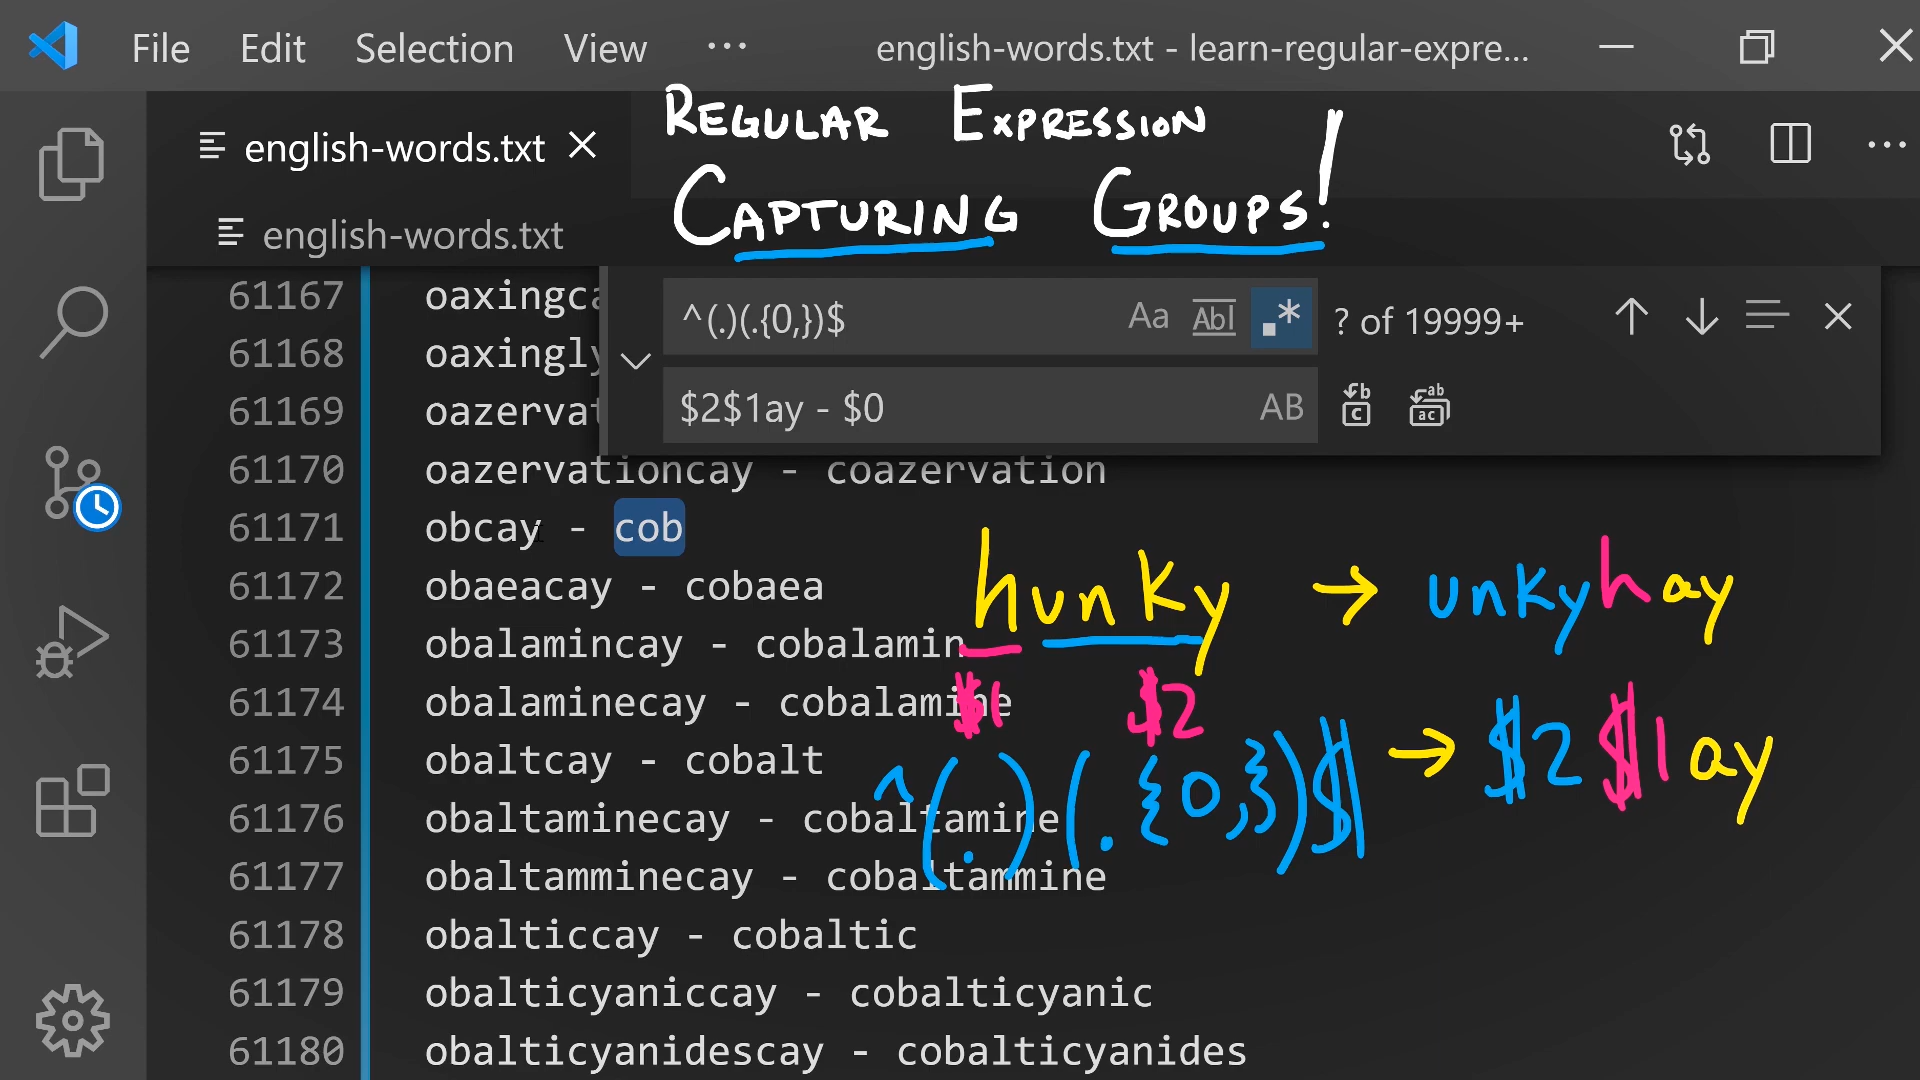 File Edit Selection View ··· english-words.txt - learn-regular-expre...
REGULAR EXPRESSION
english-words.txt
CAPTURING GROUPS!
english-words.txt
^(.)(.{0,})$ Aa Abl .* ? of 19999+
$2$1ay - $0 AB
61167 oaxingca
61168 oaxingly
61169 oazervat
61170 oazervationcay - coazervation
61171 obcay - cob
hunky → unkyhay
61172 obaeacay - cobaea
61173 obalamincay - cobalamin
$1 $2
61174 obalaminecay - cobalamine
^(.)(.{0,})$ → $2$1ay
61175 obaltcay - cobalt
61176 obaltaminecay - cobaltamine
61177 obaltamminecay - cobaltammine
61178 obalticcay - cobaltic
61179 obalticyaniccay - cobalticyanic
61180 obalticyanidescay - cobalticyanides